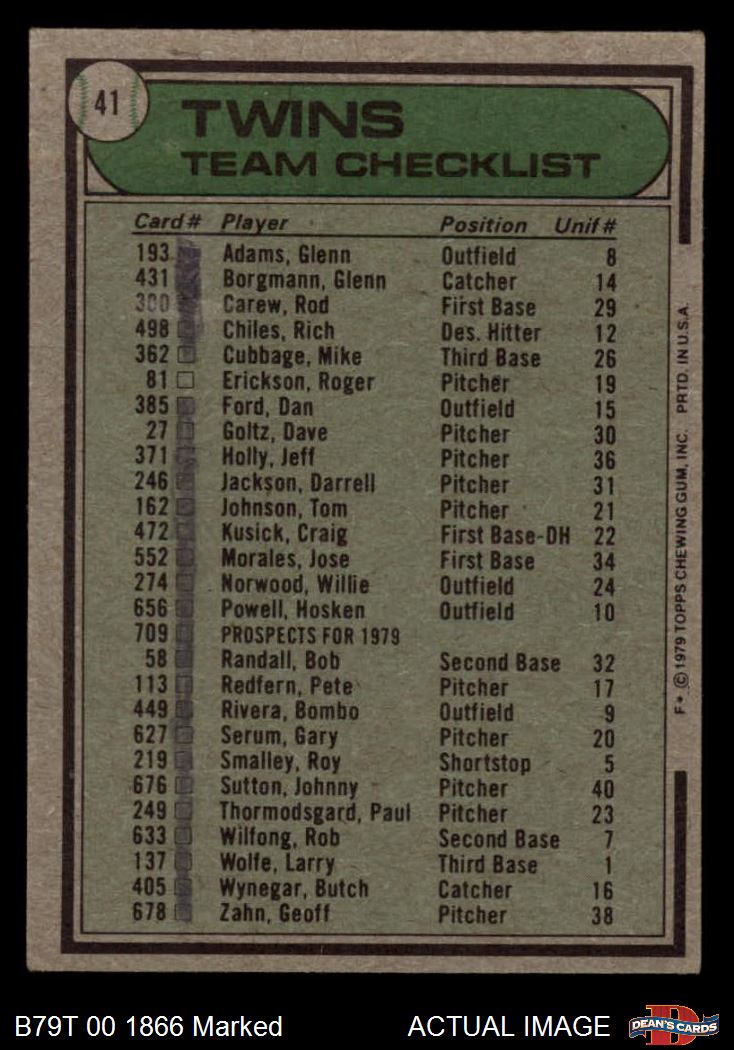 41
TWINS
TEAM CHECKLIST
Card# Player Position Unif#
193 Adams, Glenn Outfield 8
431 Borgmann, Glenn Catcher 14
300 Carew, Rod First Base 29
498 Chiles, Rich Des. Hitter 12
362 Cubbage, Mike Third Base 26
81 Erickson, Roger Pitcher 19
385 Ford, Dan Outfield 15
27 Goltz, Dave Pitcher 30
371 Holly, Jeff Pitcher 36
246 Jackson, Darrell Pitcher 31
162 Johnson, Tom Pitcher 21
472 Kusick, Craig First Base-DH 22
552 Morales, Jose First Base 34
274 Norwood, Willie Outfield 24
656 Powell, Hosken Outfield 10
709 PROSPECTS FOR 1979
58 Randall, Bob Second Base 32
113 Redfern, Pete Pitcher 17
449 Rivera, Bombo Outfield 9
627 Serum, Gary Pitcher 20
219 Smalley, Roy Shortstop 5
676 Sutton, Johnny Pitcher 40
249 Thormodsgard, Paul Pitcher 23
633 Wilfong, Rob Second Base 7
137 Wolfe, Larry Third Base 1
405 Wynegar, Butch Catcher 16
678 Zahn, Geoff Pitcher 38
F* © 1979 TOPPS CHEWING GUM, INC. PRTD. IN U.S.A.
B79T 00 1866 Marked ACTUAL IMAGE
D
DEAN'S CARDS